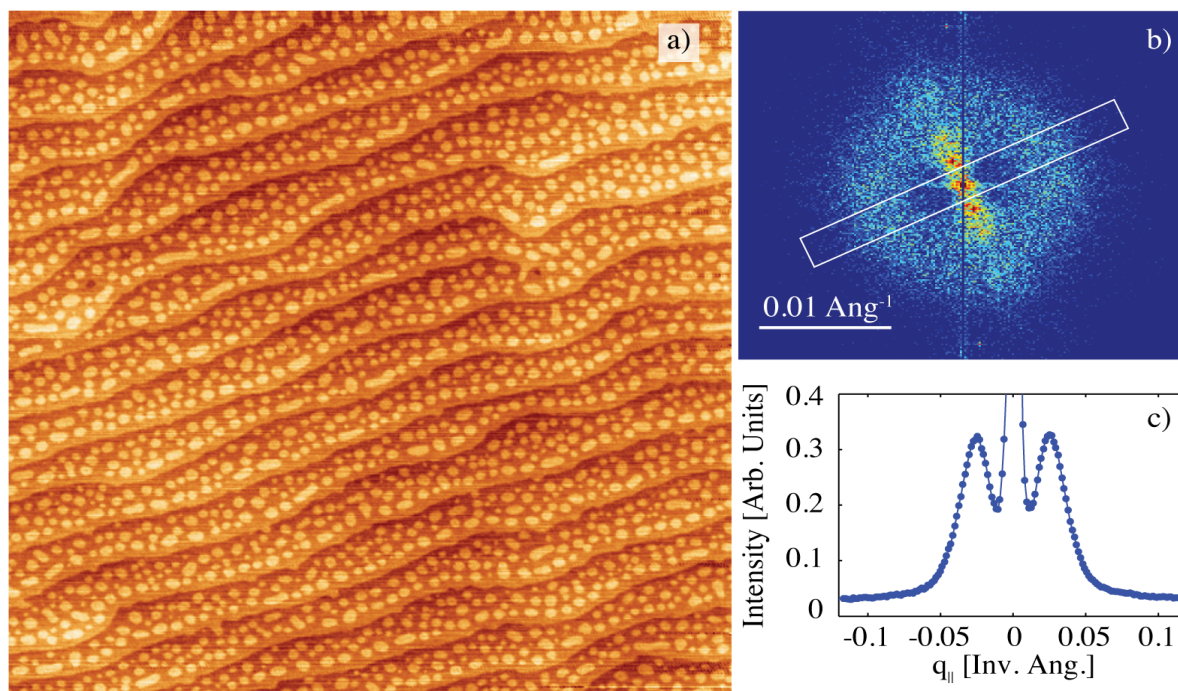 a)
b)
0.01 Ang⁻¹
c)
Intensity [Arb. Units]
0.4
0.3
0.2
0.1
0
-0.1 -0.05 0 0.05 0.1
q|| [Inv. Ang.]